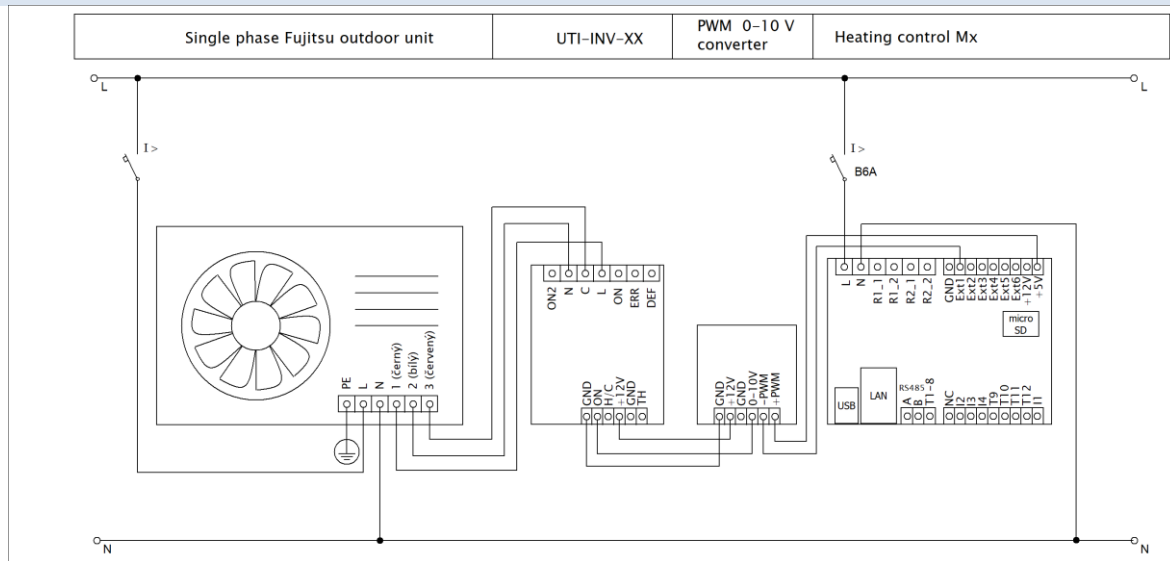 Single phase Fujitsu outdoor unit
UTI-INV-XX
PWM 0-10 V
converter
Heating control Mx
L
L
I >
I >
B6A
ON2
N
C
L
ON
ERR
DEF
L
N
R1_1
R1_2
R2_1
R2_2
GND
Ext1
Ext2
Ext3
Ext4
Ext5
Ext6
+12V
+5V
micro
SD
PE
L
N
1 (černý)
2 (bílý)
3 (červený)
GND
ON
H/C
+12V
GND
TH
GND
+12V
GND
0-10V
-PWM
+PWM
USB
LAN
RS485
A
B
T1-8
NC
I2
I3
I4
T9
T10
T11
T12
I1
N
N